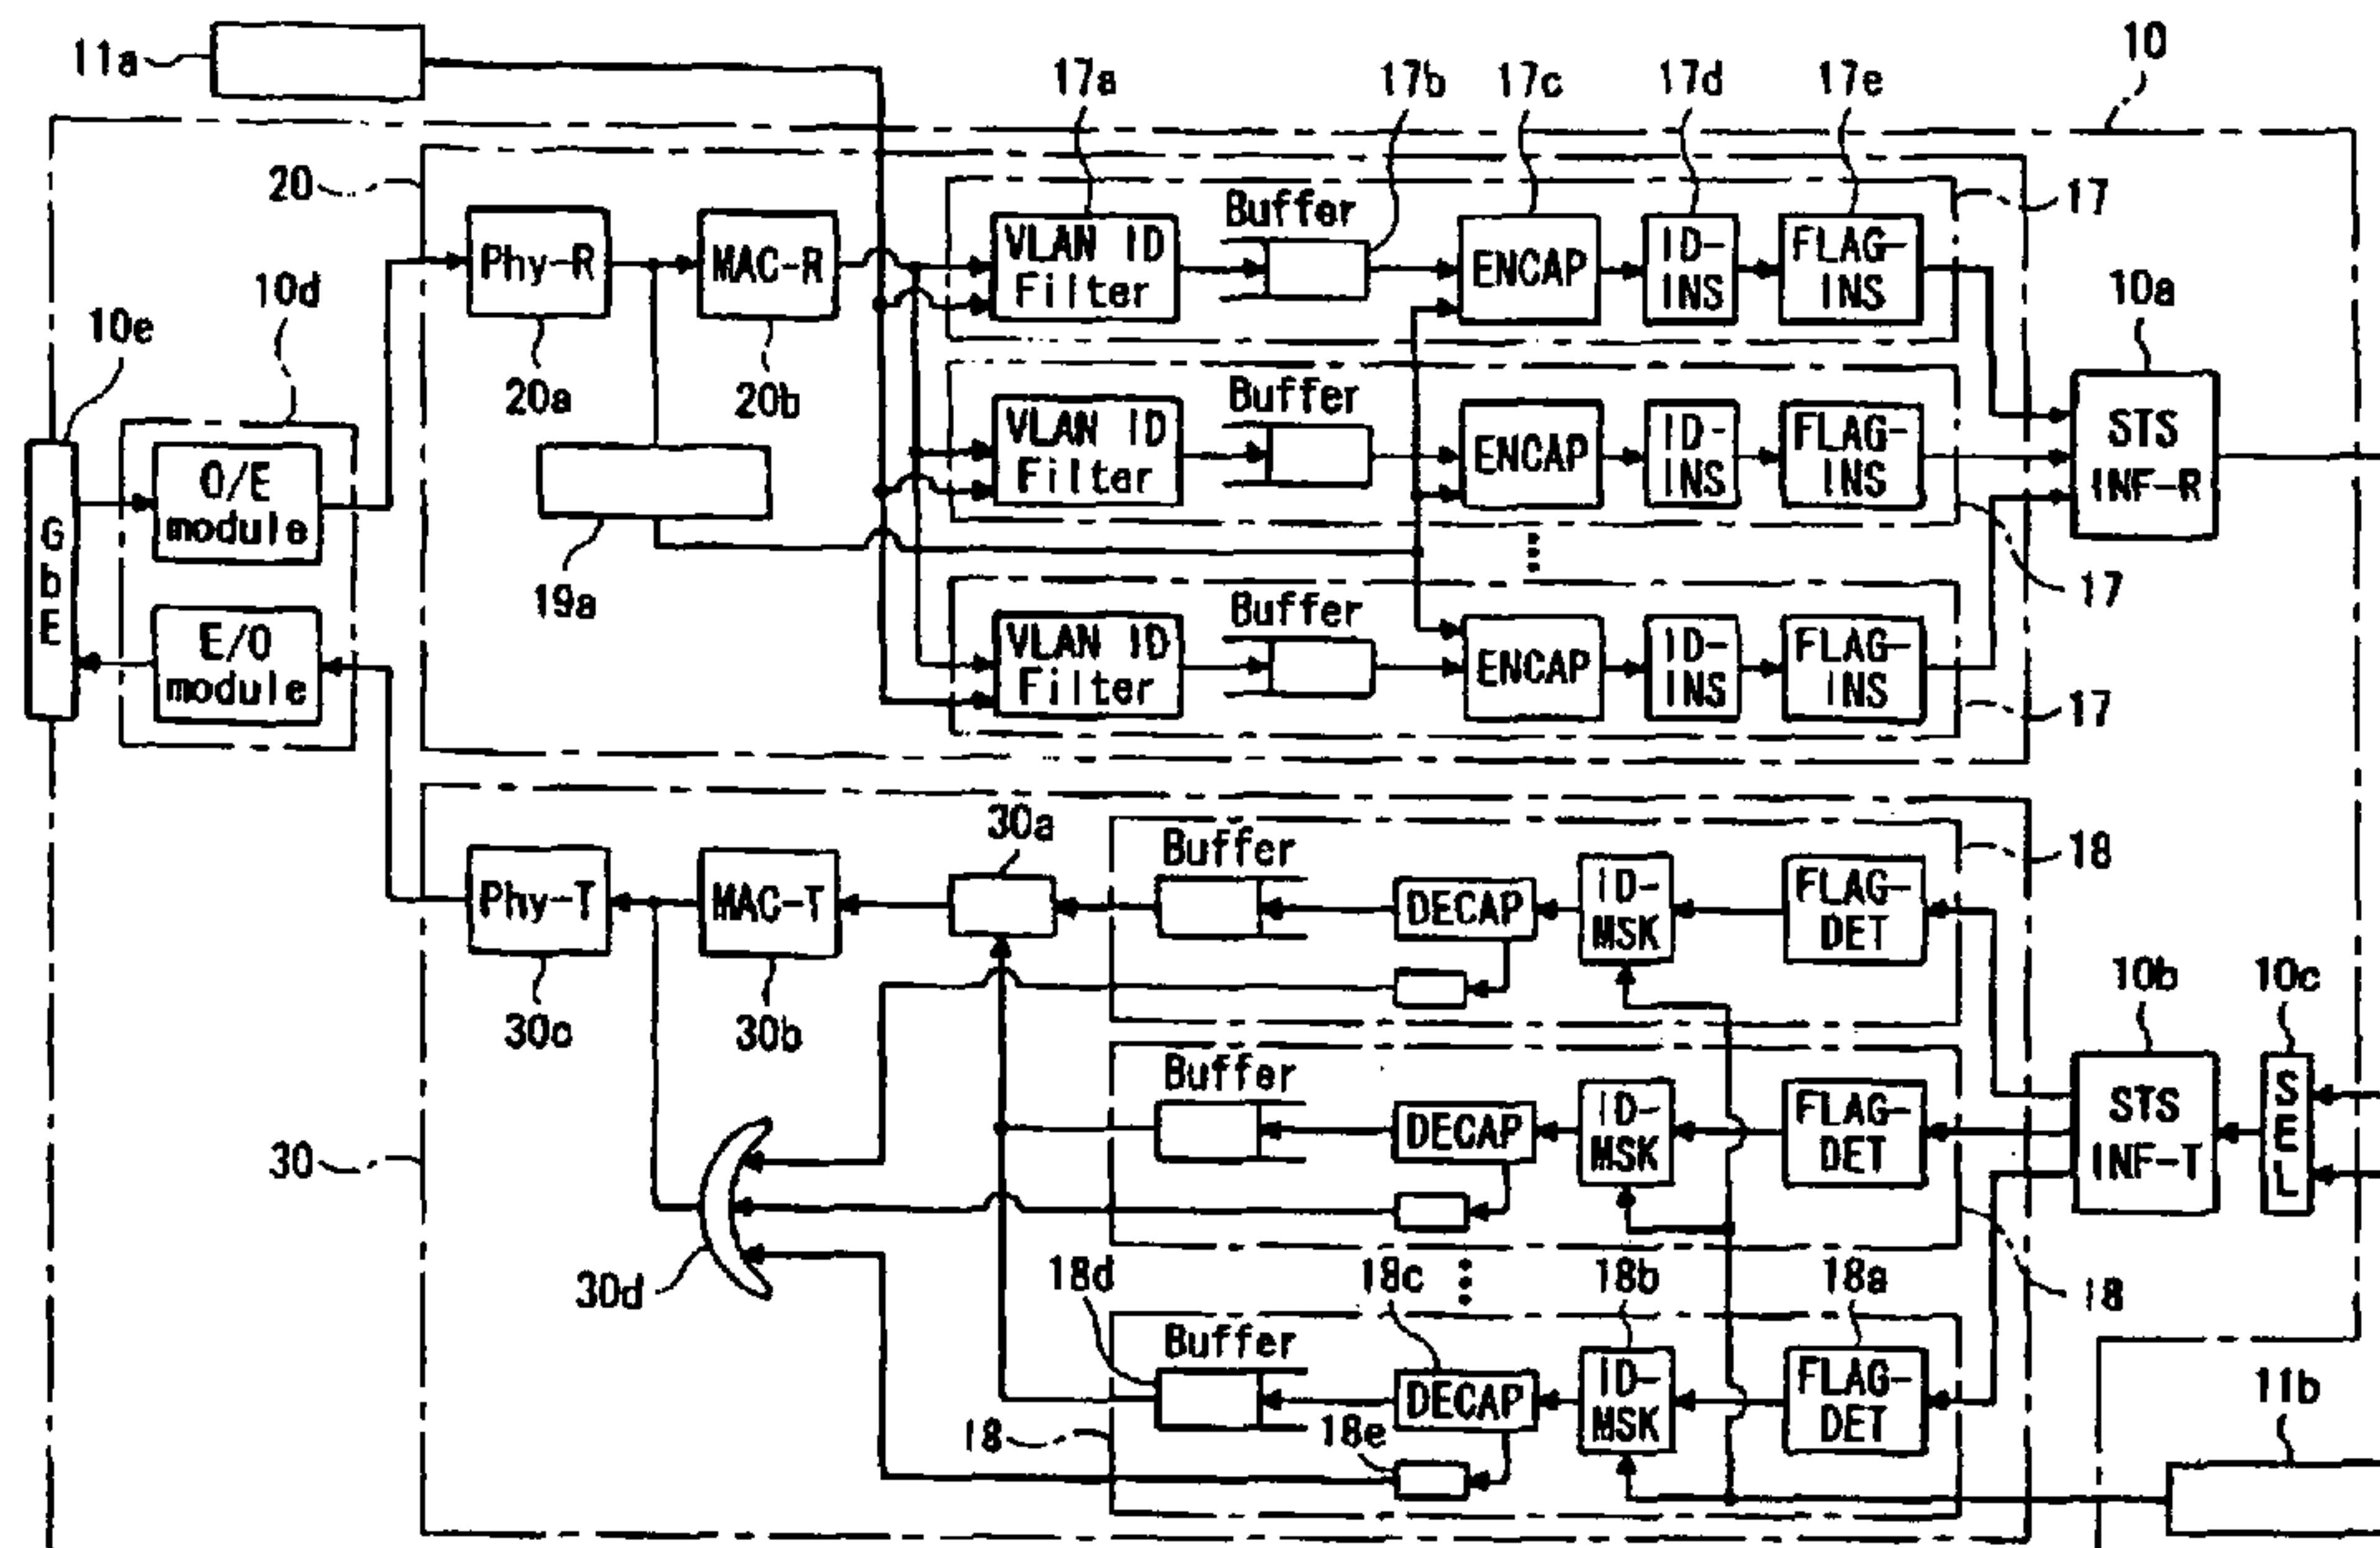 11a
10
17a
17b
17c
17d
17e
20
Phy-R
MAC-R
VLAN ID
Filter
Buffer
ENCAP
ID-
INS
FLAG-
INS
17
10d
10e
20a
20b
10a
VLAN ID
Filter
Buffer
ENCAP
ID-
INS
FLAG-
INS
STS
INF-R
GbE
O/E
module
19a
17
E/O
module
VLAN ID
Filter
Buffer
ENCAP
ID-
INS
FLAG-
INS
17
30a
Buffer
18
Phy-T
MAC-T
DECAP
ID-
MSK
FLAG-
DET
30c
30b
10b
10c
Buffer
DECAP
ID-
MSK
FLAG-
DET
STS
INF-T
SEL
30
30d
18d
18c
18b
18a
18
Buffer
DECAP
ID-
MSK
FLAG-
DET
18
18e
11b